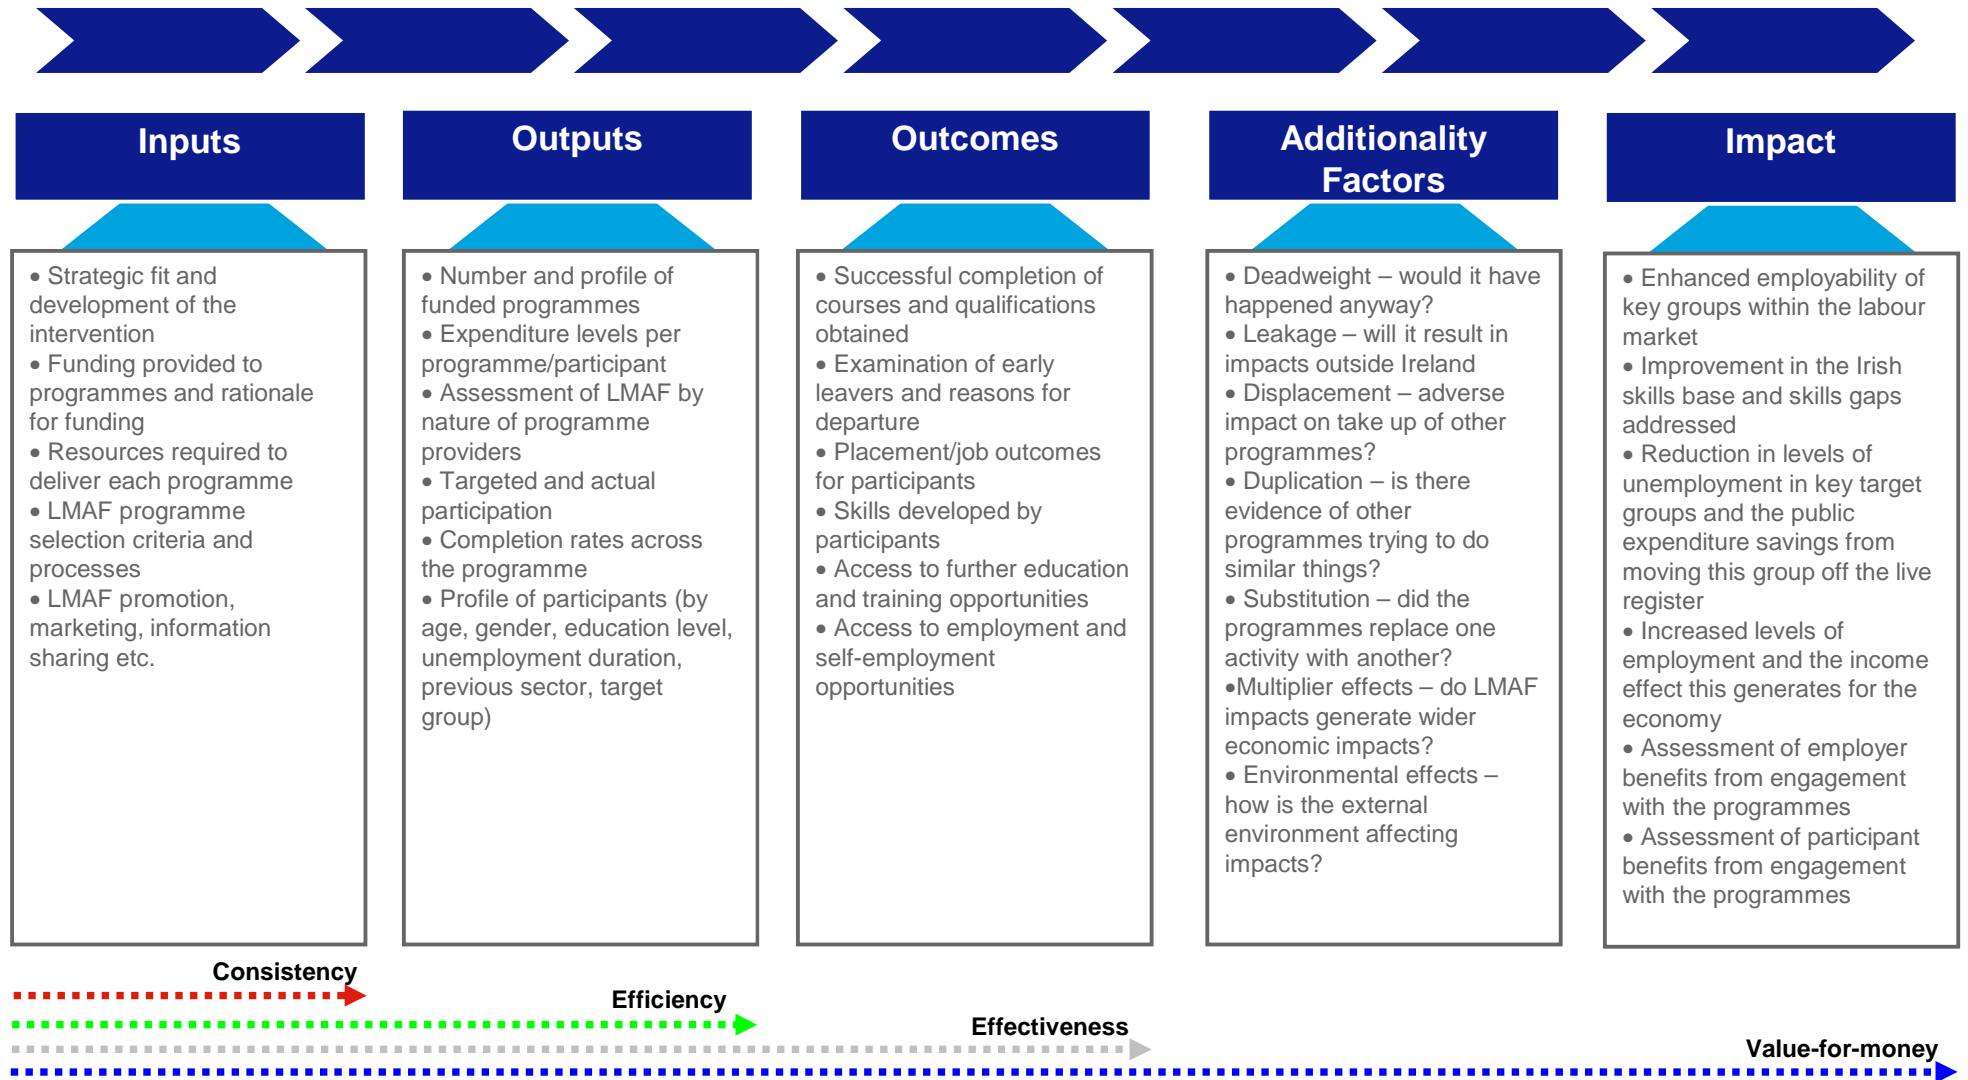 Inputs
• Strategic fit and
development of the
intervention
• Funding provided to
programmes and rationale
for funding
• Resources required to
deliver each programme
• LMAF programme
selection criteria and
processes
• LMAF promotion,
marketing, information
sharing etc.
Outputs
• Number and profile of
funded programmes
• Expenditure levels per
programme/participant
• Assessment of LMAF by
nature of programme
providers
• Targeted and actual
participation
• Completion rates across
the programme
• Profile of participants (by
age, gender, education level,
unemployment duration,
previous sector, target
group)
Outcomes
• Successful completion of
courses and qualifications
obtained
• Examination of early
leavers and reasons for
departure
• Placement/job outcomes
for participants
• Skills developed by
participants
• Access to further education
and training opportunities
• Access to employment and
self-employment
opportunities
Additionality
Factors
• Deadweight – would it have
happened anyway?
• Leakage – will it result in
impacts outside Ireland
• Displacement – adverse
impact on take up of other
programmes?
• Duplication – is there
evidence of other
programmes trying to do
similar things?
• Substitution – did the
programmes replace one
activity with another?
•Multiplier effects – do LMAF
impacts generate wider
economic impacts?
• Environmental effects –
how is the external
environment affecting
impacts?
Impact
• Enhanced employability of
key groups within the labour
market
• Improvement in the Irish
skills base and skills gaps
addressed
• Reduction in levels of
unemployment in key target
groups and the public
expenditure savings from
moving this group off the live
register
• Increased levels of
employment and the income
effect this generates for the
economy
• Assessment of employer
benefits from engagement
with the programmes
• Assessment of participant
benefits from engagement
with the programmes
Consistency
Efficiency
Effectiveness
Value-for-money